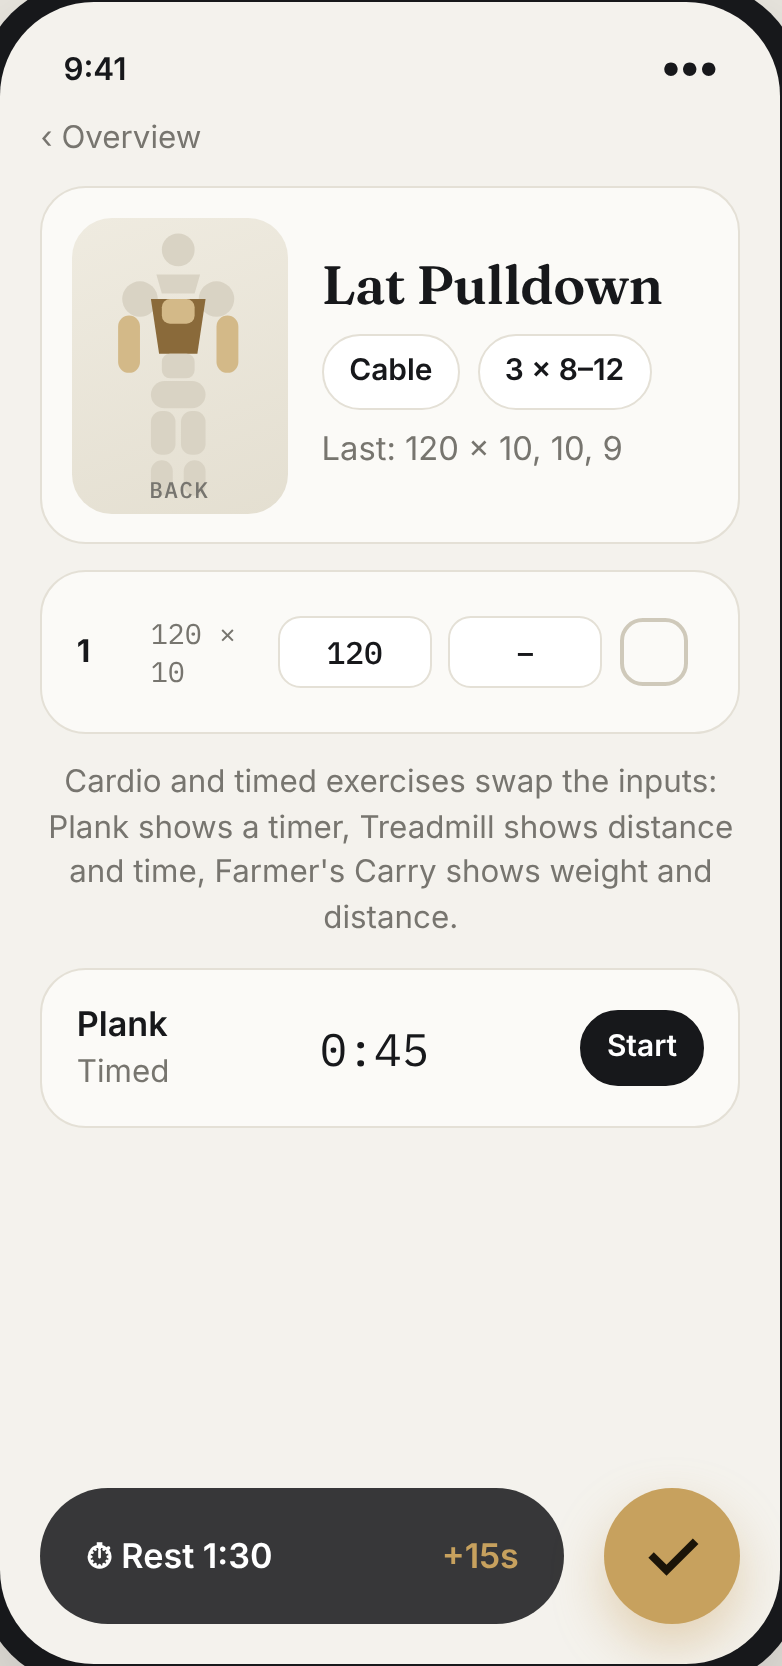 9:41
‹ Overview
Lat Pulldown
Cable
3 × 8–12
Last: 120 × 10, 10, 9
BACK
1
120 ×
10
120
–
Cardio and timed exercises swap the inputs:
Plank shows a timer, Treadmill shows distance
and time, Farmer's Carry shows weight and
distance.
Plank
Timed
0:45
Start
⏱ Rest 1:30
+15s